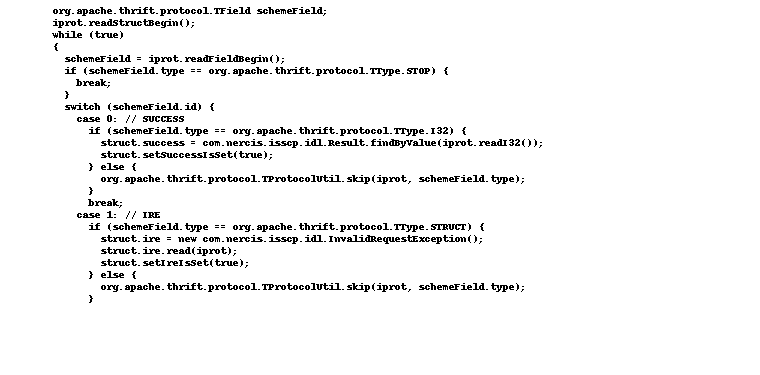 org.apache.thrift.protocol.TField schemeField;
iprot.readStructBegin();
while (true)
{
schemeField = iprot.readFieldBegin();
if (schemeField.type == org.apache.thrift.protocol.TType.STOP) {
break;
}
switch (schemeField.id) {
case 0: // SUCCESS
if (schemeField.type == org.apache.thrift.protocol.TType.I32) {
struct.success = com.nercis.isscp.idl.Result.findByValue(iprot.readI32());
struct.setSuccessIsSet(true);
} else {
org.apache.thrift.protocol.TProtocolUtil.skip(iprot, schemeField.type);
}
break;
case 1: // IRE
if (schemeField.type == org.apache.thrift.protocol.TType.STRUCT) {
struct.ire = new com.nercis.isscp.idl.InvalidRequestException();
struct.ire.read(iprot);
struct.setIreIsSet(true);
} else {
org.apache.thrift.protocol.TProtocolUtil.skip(iprot, schemeField.type);
}